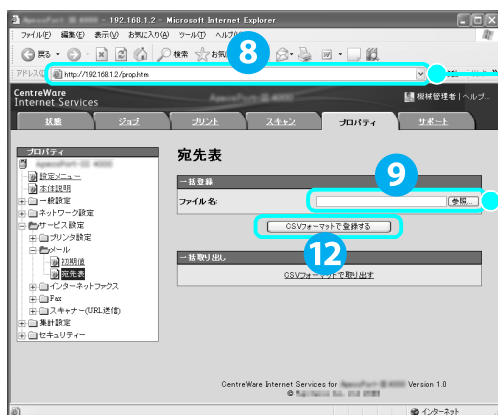 - 192.168.1.2 - Microsoft Internet Explorer
ファイル(F) 編集(E) 表示(V) お気に入り(A) ツール(T) ヘルプ
戻る 検索 お気
8
アドレス(D) http://192.168.1.2/prop.htm
CentreWare
Internet Services
機械管理者 | ヘルプ...
状態 ジョブ プリント スキャン プロパティ サポート
プロパティ
設定メニュー
本体説明
一般設定
ネットワーク設定
サービス設定
プリンタ設定
メール
初期値
宛先表
インターネットファクス
Fax
スキャナー(URL送信)
集計設定
セキュリティー
宛先表
一括登録
9
ファイル名: 参照...
CSVフォーマットで登録する
12
一括取り出し
CSVフォーマットで取り出す
CentreWare Internet Services for Version 1.0
©
インターネット